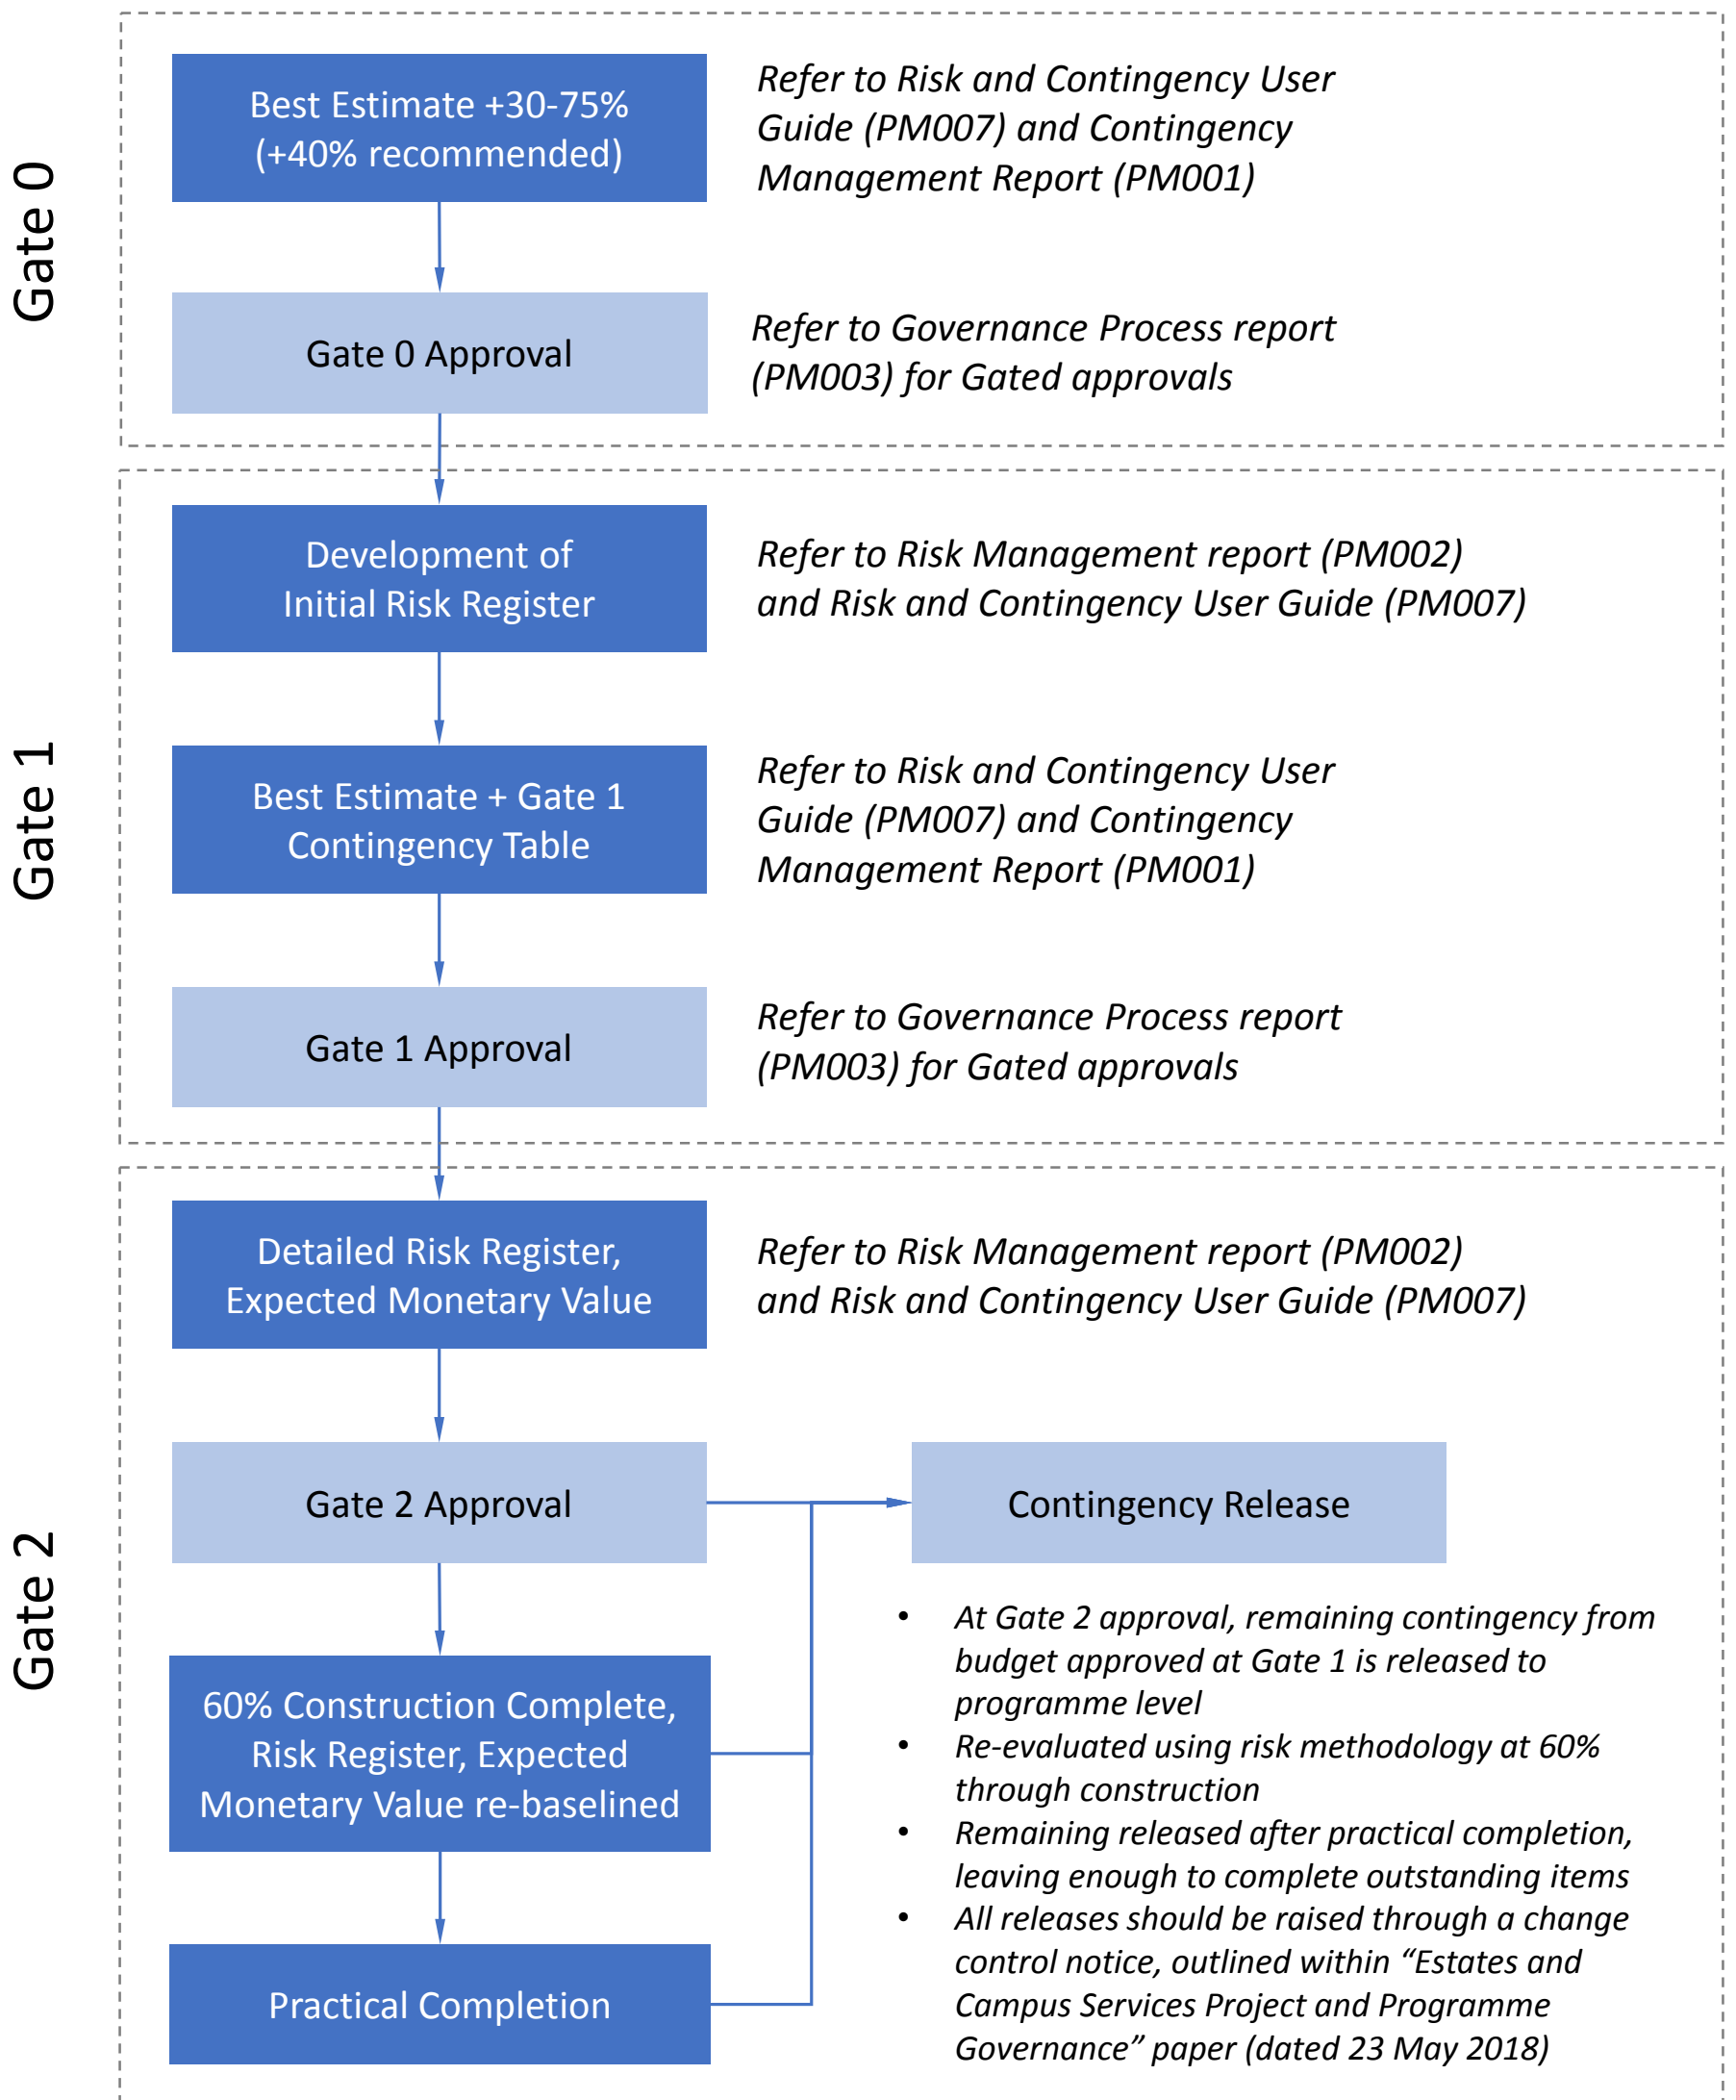 Gate 0
Best Estimate +30-75%
(+40% recommended)
Refer to Risk and Contingency User
Guide (PM007) and Contingency
Management Report (PM001)
Gate 0 Approval
Refer to Governance Process report
(PM003) for Gated approvals
Gate 1
Development of
Initial Risk Register
Refer to Risk Management report (PM002)
and Risk and Contingency User Guide (PM007)
Best Estimate + Gate 1
Contingency Table
Refer to Risk and Contingency User
Guide (PM007) and Contingency
Management Report (PM001)
Gate 1 Approval
Refer to Governance Process report
(PM003) for Gated approvals
Gate 2
Detailed Risk Register,
Expected Monetary Value
Refer to Risk Management report (PM002)
and Risk and Contingency User Guide (PM007)
Gate 2 Approval
Contingency Release
60% Construction Complete,
Risk Register, Expected
Monetary Value re-baselined
Practical Completion
• At Gate 2 approval, remaining contingency from
budget approved at Gate 1 is released to
programme level
• Re-evaluated using risk methodology at 60%
through construction
• Remaining released after practical completion,
leaving enough to complete outstanding items
• All releases should be raised through a change
control notice, outlined within “Estates and
Campus Services Project and Programme
Governance” paper (dated 23 May 2018)